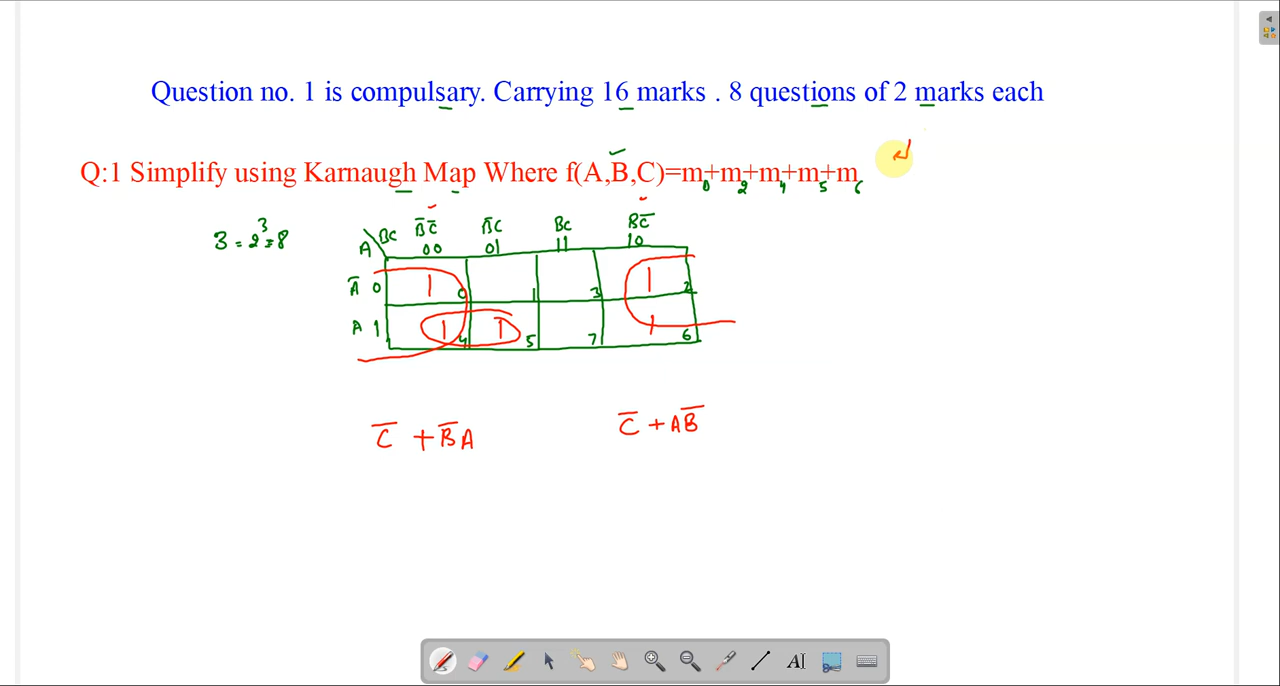 Question no. 1 is compulsary. Carrying 16 marks . 8 questions of 2 marks each
Q:1 Simplify using Karnaugh Map Where f(A,B,C)=m₀+m₂+m₄+m₅+m₆
3 = 2³ = 8
B̄C̄ B̄C BC BC̄
A BC 00 01 11 10
Ā 0 1 0 1 3 1 2
A 1 1 4 1 5 7 1 6
C̄ + B̄A
C̄ + AB̄
AI